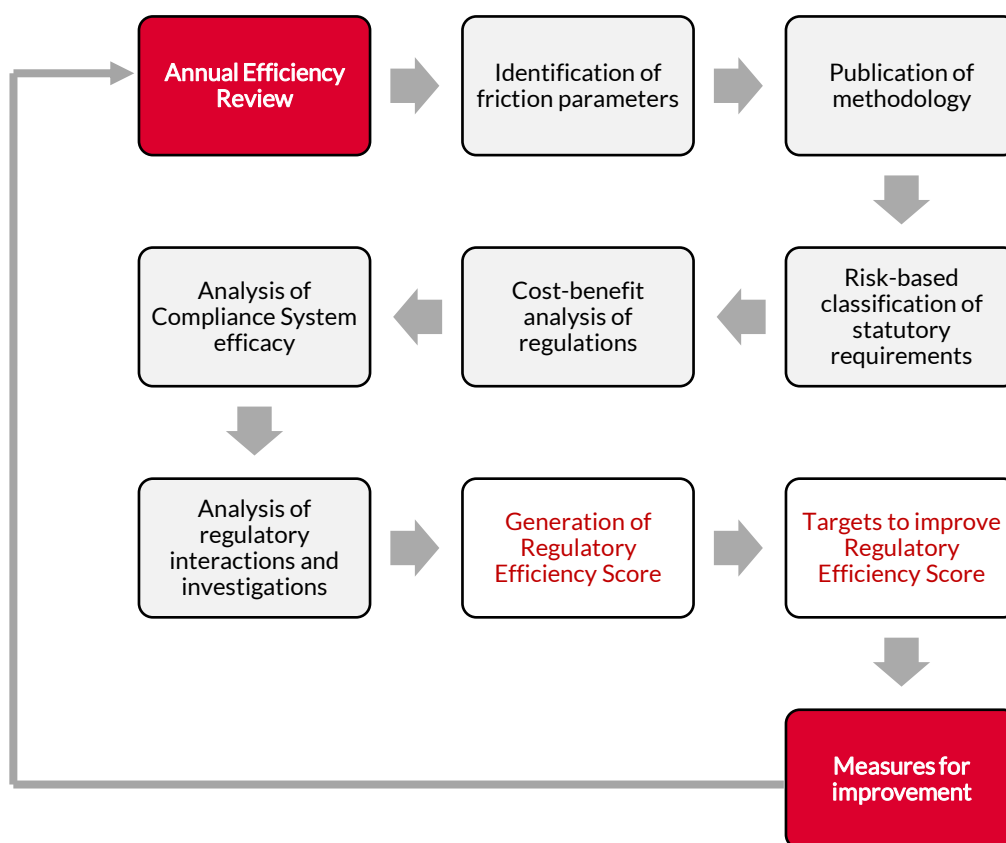 Annual Efficiency
Review
Identification of
friction parameters
Publication of
methodology
Risk-based
classification of
statutory
requirements
Cost-benefit
analysis of
regulations
Analysis of
Compliance System
efficacy
Analysis of
regulatory
interactions and
investigations
Generation of
Regulatory
Efficiency Score
Targets to improve
Regulatory
Efficiency Score
Measures for
improvement